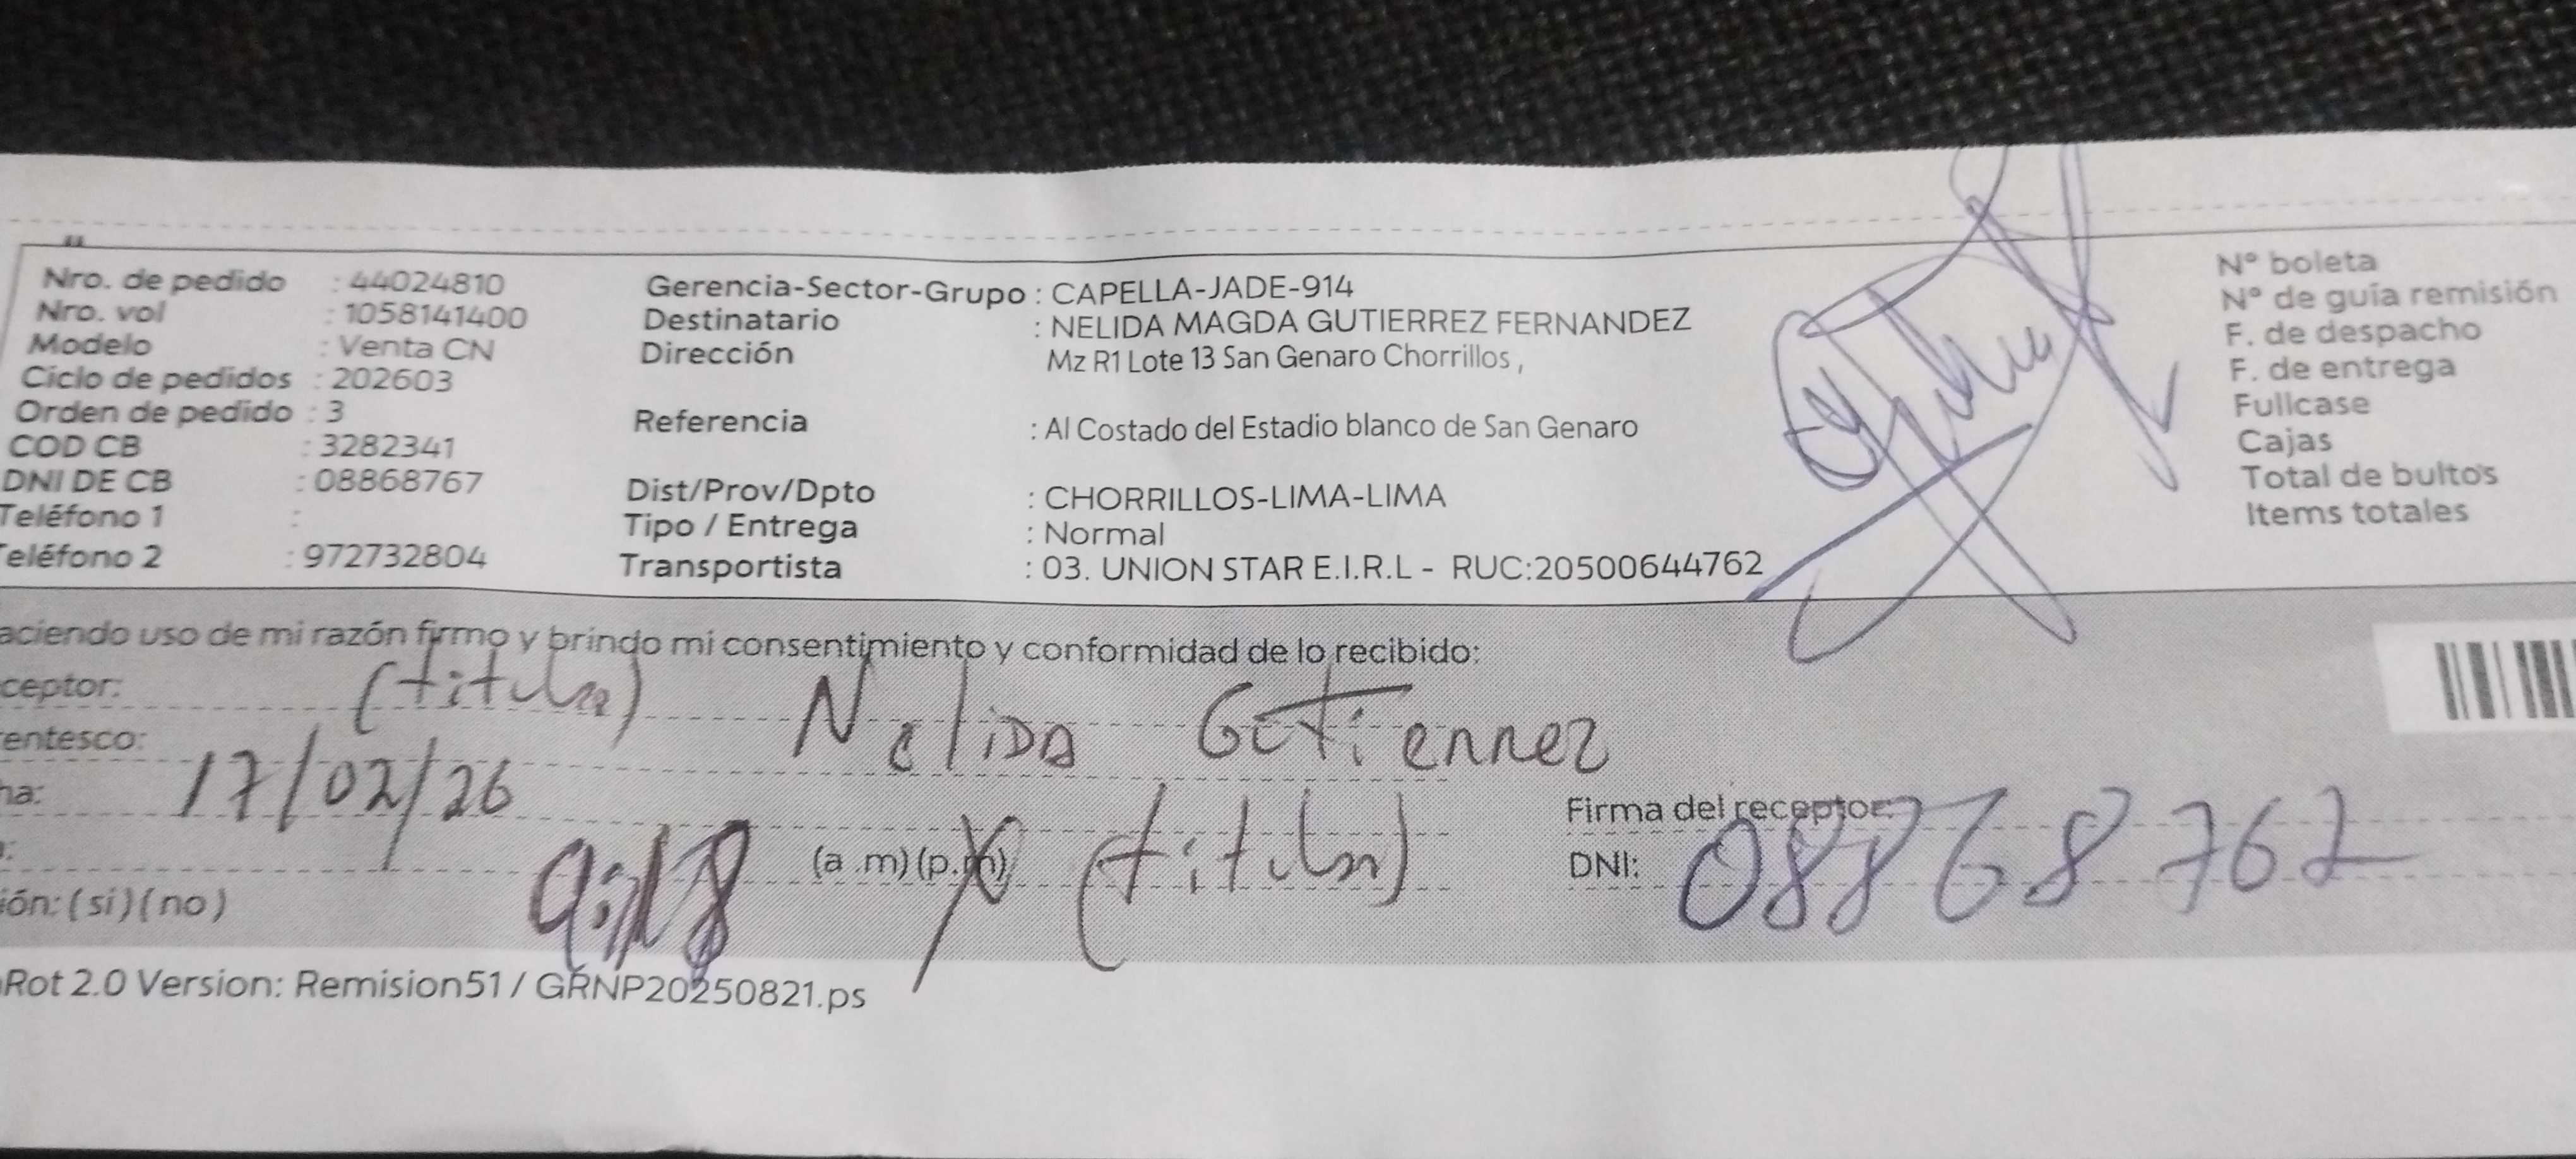 Nro. de pedido : 44024810
Nro. vol : 1058141400
Modelo : Venta CN
Ciclo de pedidos : 202603
Orden de pedido : 3
COD CB : 3282341
DNI DE CB : 08868767
Teléfono 1 :
eléfono 2 : 972732804
Gerencia-Sector-Grupo : CAPELLA-JADE-914
Destinatario : NELIDA MAGDA GUTIERREZ FERNANDEZ
Dirección Mz R1 Lote 13 San Genaro Chorrillos ,
Referencia : Al Costado del Estadio blanco de San Genaro
Dist/Prov/Dpto : CHORRILLOS-LIMA-LIMA
Tipo / Entrega : Normal
Transportista : 03. UNION STAR E.I.R.L - RUC:20500644762
N° boleta
N° de guía remisión
F. de despacho
F. de entrega
Fullcase
Cajas
Total de bultos
Items totales
aciendo uso de mi razón firmo y brindo mi consentimiento y conformidad de lo recibido:
ceptor: (titular) Nelida Gutierrez
entesco:
ha: 17/02/26
Firma del receptor:
(a .m) (p.m) (titular)
DNI: 08868762
ión: ( si ) ( no )
Rot 2.0 Version: Remision51 / GRNP20250821.ps